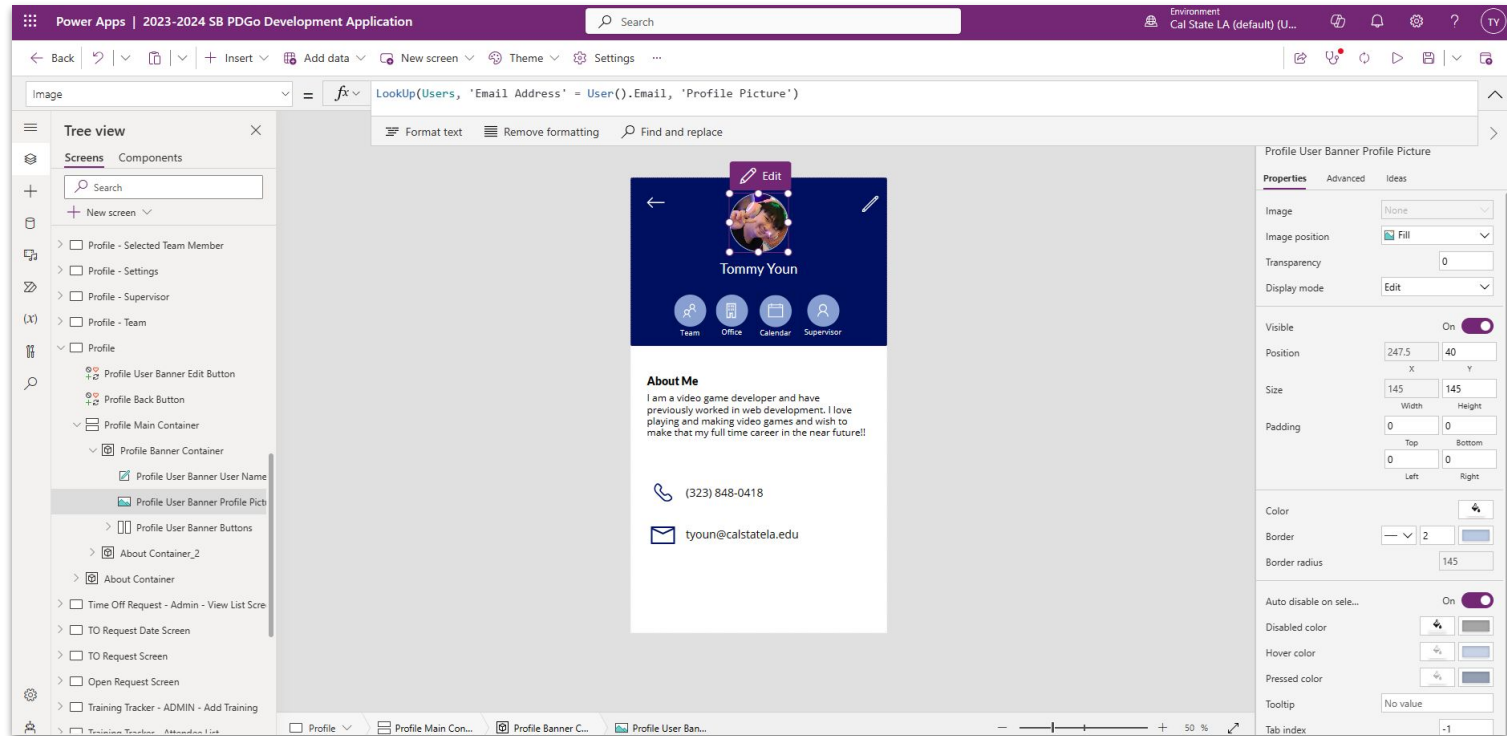 Power Apps | 2023-2024 SB PDGo Development Application
Search
Environment
Cal State LA (default) (U...
TY
Back
Insert
Add data
New screen
Theme
Settings
...
Image
=
fx
LookUp(Users, 'Email Address' = User().Email, 'Profile Picture')
Format text
Remove formatting
Find and replace
Tree view
Screens
Components
Search
New screen
Profile - Selected Team Member
Profile - Settings
Profile - Supervisor
Profile - Team
Profile
Profile User Banner Edit Button
Profile Back Button
Profile Main Container
Profile Banner Container
Profile User Banner User Name
Profile User Banner Profile Pict
Profile User Banner Buttons
About Container_2
About Container
Time Off Request - Admin - View List Scre
TO Request Date Screen
TO Request Screen
Open Request Screen
Training Tracker - ADMIN - Add Training
Training Tracker - Attendee List
(x)
Edit
Tommy Youn
Team
Office
Calendar
Supervisor
About Me
I am a video game developer and have
previously worked in web development. I love
playing and making video games and wish to
make that my full time career in the near future!!
(323) 848-0418
tyoun@calstatela.edu
Profile
Profile Main Con...
Profile Banner C...
Profile User Ban...
50 %
Profile User Banner Profile Picture
Properties
Advanced
Ideas
Image
None
Image position
Fill
Transparency
0
Display mode
Edit
Visible
On
Position
247.5
40
X
Y
Size
145
145
Width
Height
Padding
0
0
Top
Bottom
0
0
Left
Right
Color
Border
2
Border radius
145
Auto disable on sele...
On
Disabled color
Hover color
Pressed color
Tooltip
No value
Tab index
-1